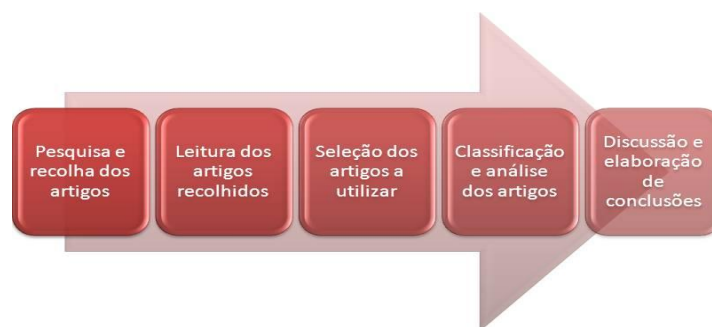 Pesquisa e
recolha dos
artigos
Leitura dos
artigos
recolhidos
Seleção dos
artigos a
utilizar
Classificação
e análise
dos artigos
Discussão e
elaboração
de
conclusões